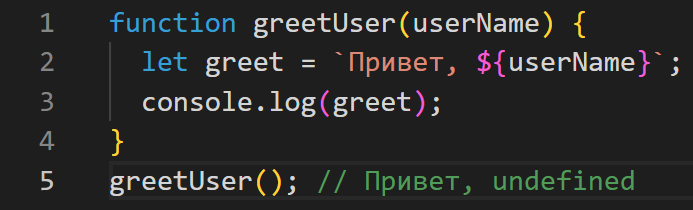 1 function greetUser(userName) {
2 let greet = `Привет, ${userName}`;
3 console.log(greet);
4 }
5 greetUser(); // Привет, undefined